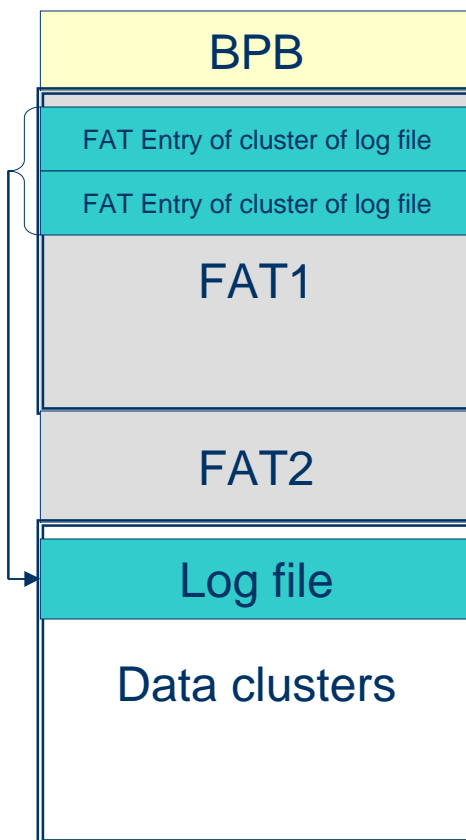 BPB
FAT Entry of cluster of log file
FAT Entry of cluster of log file
FAT1
FAT2
Log file
Data clusters